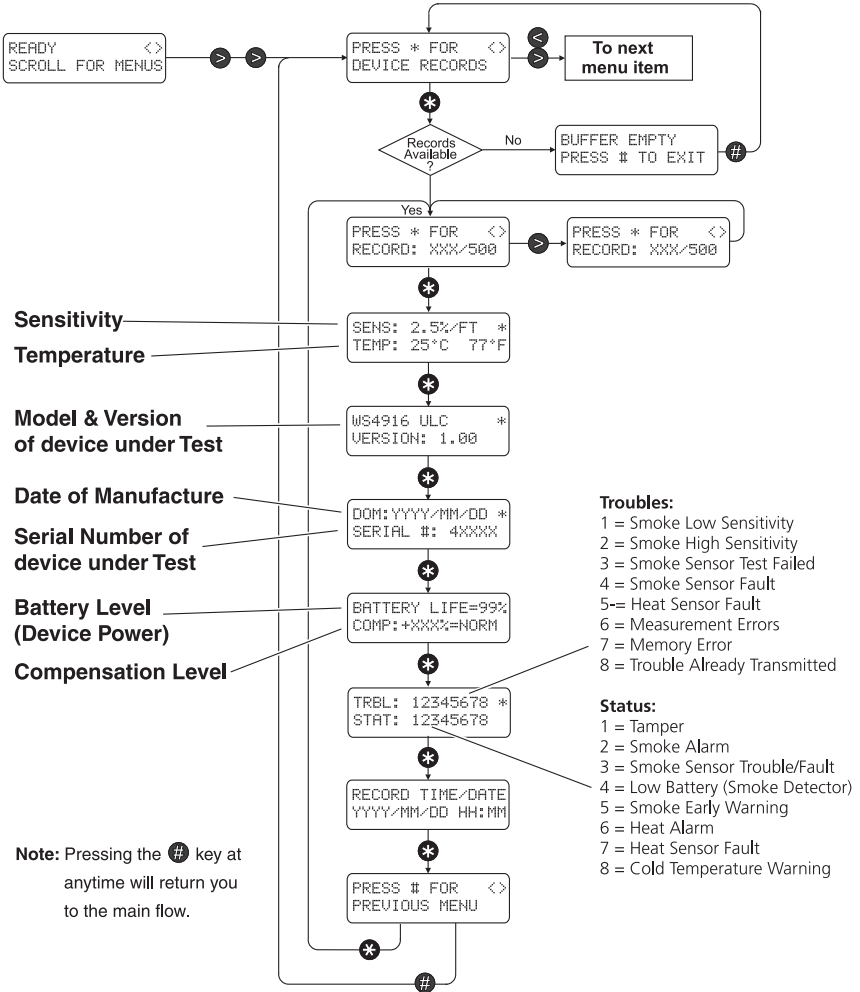 READY <>
SCROLL FOR MENUS
> >
PRESS * FOR <>
DEVICE RECORDS
<
>
To next
menu item
*
Records
Available
?
No
BUFFER EMPTY
PRESS # TO EXIT
#
Yes
PRESS * FOR <>
RECORD: XXX/500
>
PRESS * FOR <>
RECORD: XXX/500
*
Sensitivity
Temperature
SENS: 2.5%/FT *
TEMP: 25°C 77°F
*
Model & Version
of device under Test
WS4916 ULC *
VERSION: 1.00
*
Date of Manufacture
Serial Number of
device under Test
DOM:YYYY/MM/DD *
SERIAL #: 4XXXX
*
Battery Level
(Device Power)
Compensation Level
BATTERY LIFE=99%
COMP:+XXX%=NORM
*
TRBL: 12345678 *
STAT: 12345678
*
RECORD TIME/DATE
YYYY/MM/DD HH:MM
*
PRESS # FOR <>
PREVIOUS MENU
*
#
Troubles:
1 = Smoke Low Sensitivity
2 = Smoke High Sensitivity
3 = Smoke Sensor Test Failed
4 = Smoke Sensor Fault
5-= Heat Sensor Fault
6 = Measurement Errors
7 = Memory Error
8 = Trouble Already Transmitted
Status:
1 = Tamper
2 = Smoke Alarm
3 = Smoke Sensor Trouble/Fault
4 = Low Battery (Smoke Detector)
5 = Smoke Early Warning
6 = Heat Alarm
7 = Heat Sensor Fault
8 = Cold Temperature Warning
Note: Pressing the # key at
anytime will return you
to the main flow.